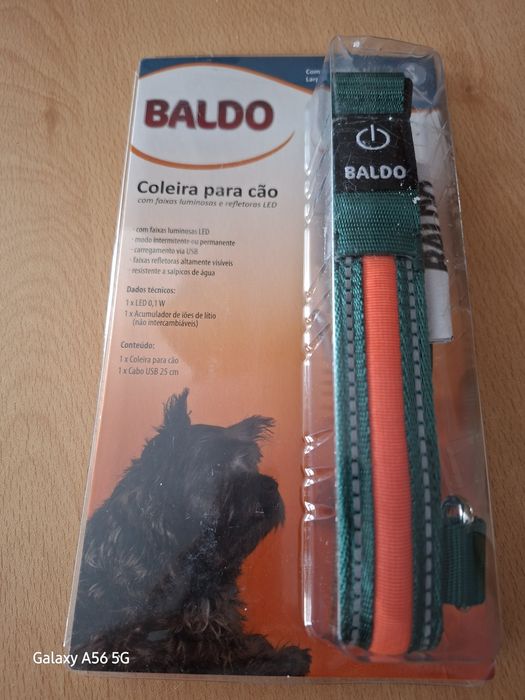 Com
BALDO
Coleira para cão
com faixas luminosas e refletoras LED
- com faixas luminosas LED
- modo intermitente ou permanente
- carregamento via USB
- faixas refletoras altamente visíveis
- resistente a salpicos de água
Dados técnicos:
1 x LED 0,1 W
1 x Acumulador de iões de lítio
(não intercambiáveis)
Conteúdo:
1 x Coleira para cão
1 x Cabo USB 25 cm
BALDO
Galaxy A56 5G